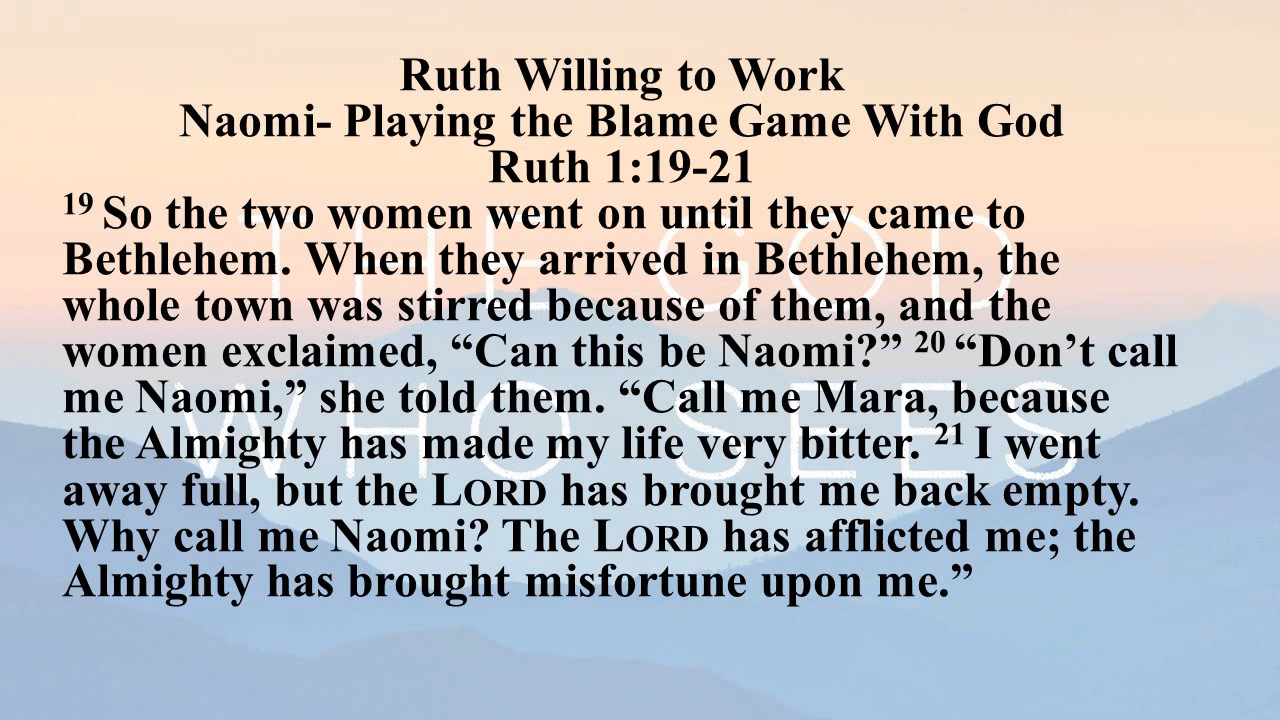 Ruth Willing to Work
Naomi- Playing the Blame Game With God
Ruth 1:19-21
19 So the two women went on until they came to
Bethlehem. When they arrived in Bethlehem, the
whole town was stirred because of them, and the
women exclaimed, “Can this be Naomi?” 20 “Don’t call
me Naomi,” she told them. “Call me Mara, because
the Almighty has made my life very bitter. 21 I went
away full, but the LORD has brought me back empty.
Why call me Naomi? The LORD has afflicted me; the
Almighty has brought misfortune upon me.”
THE GOD
WHO SEES